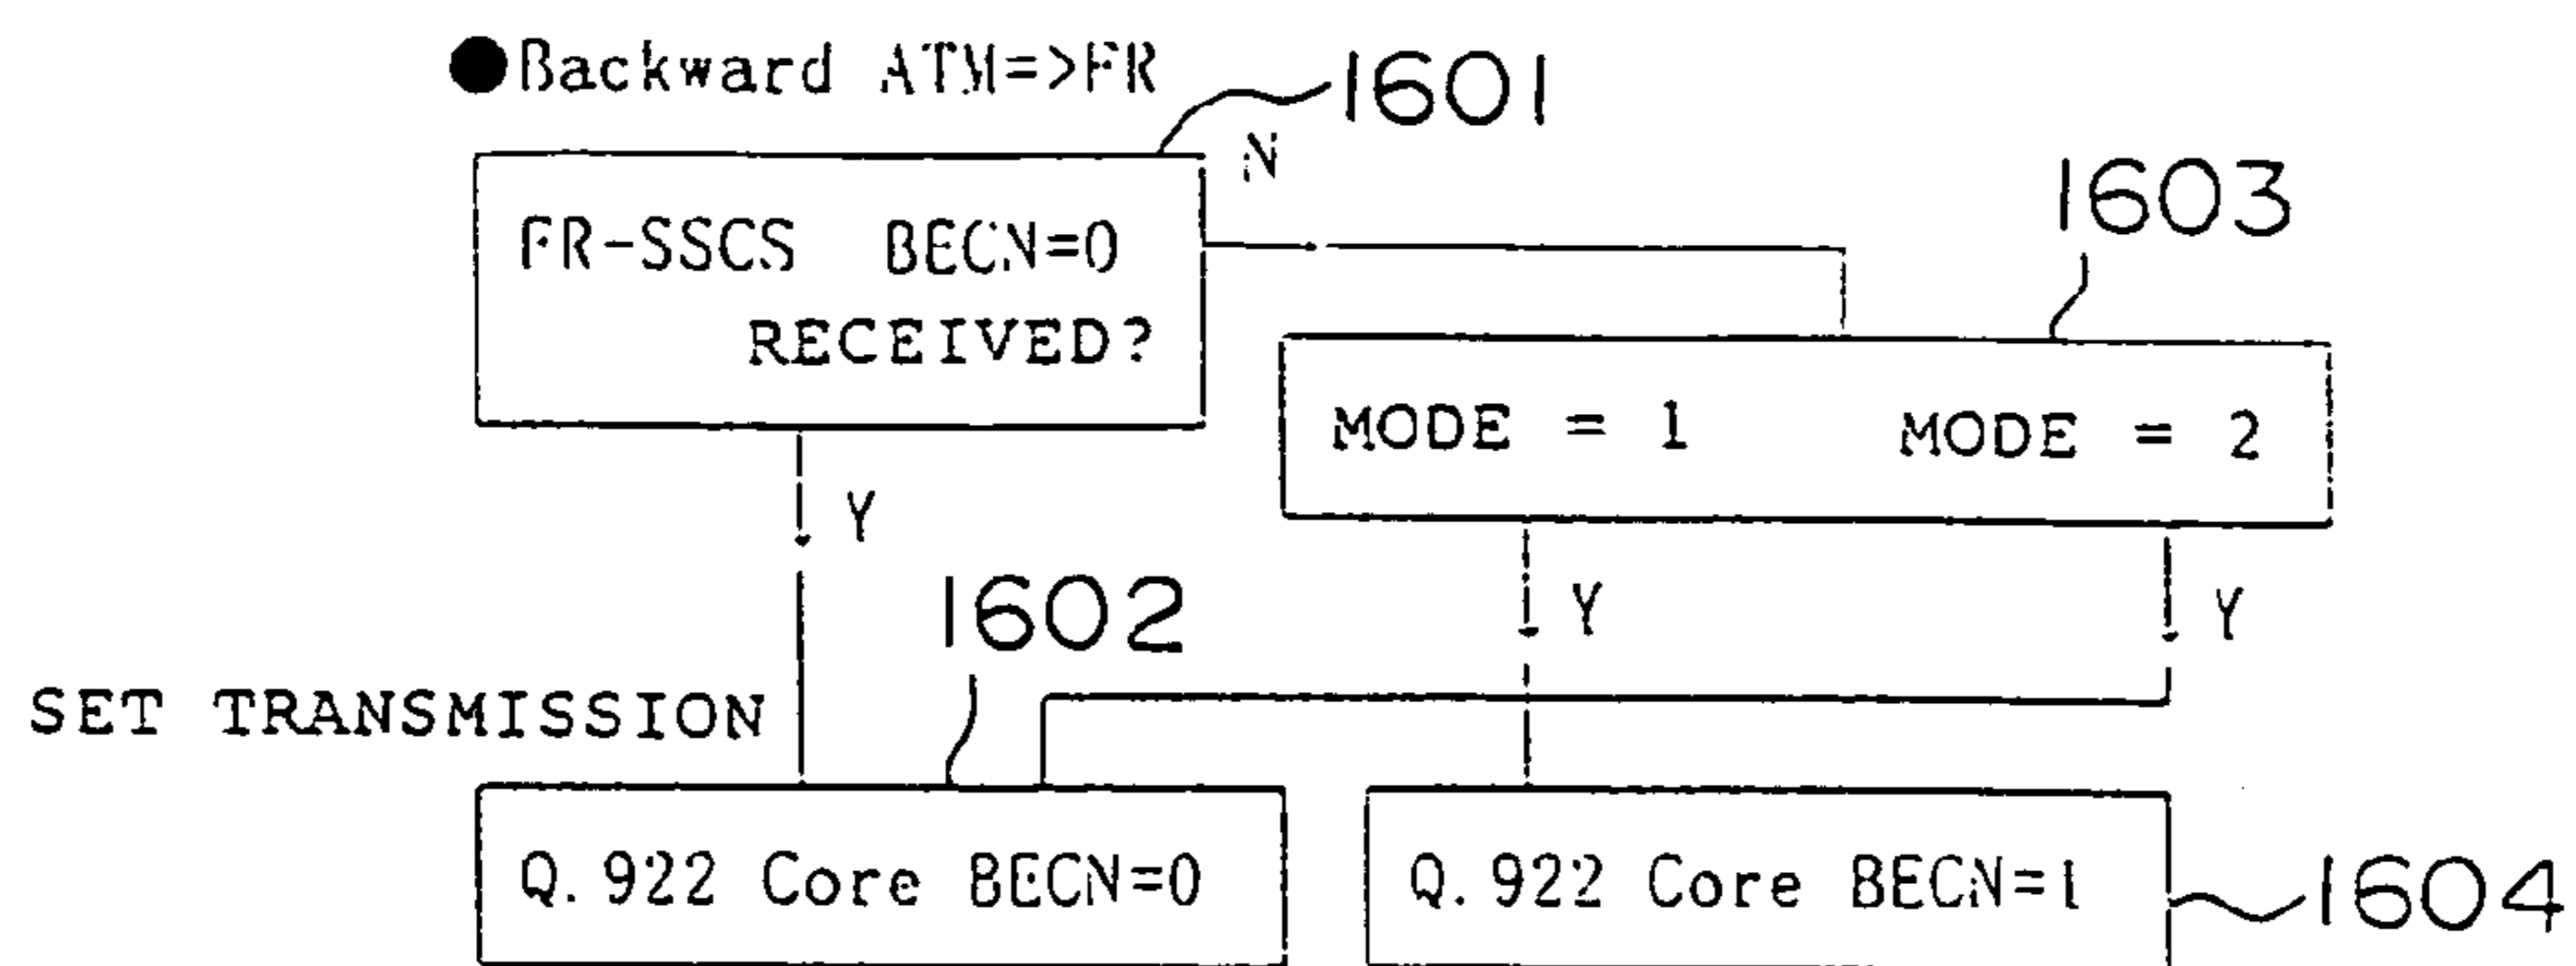 ●Backward ATM=>FR
1601
N
FR-SSCS BECN=0
RECEIVED?
1603
MODE = 1 MODE = 2
Y
Y
Y
1602
SET TRANSMISSION
Q.922 Core BECN=0
Q.922 Core BECN=1
1604